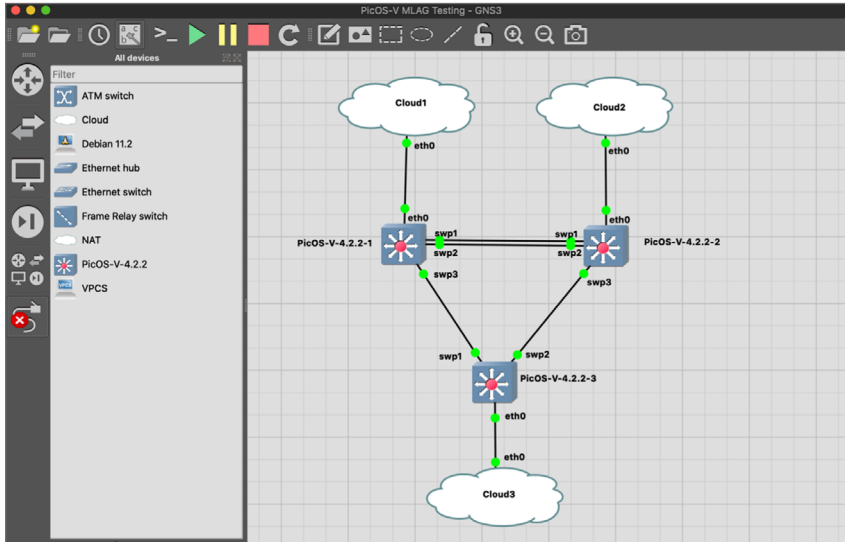 PicOS-V MLAG Testing - GNS3
All devices
Filter
ATM switch
Cloud
Debian 11.2
Ethernet hub
Ethernet switch
Frame Relay switch
NAT
PicOS-V-4.2.2
VPCS
Cloud1
Cloud2
eth0
eth0
eth0
eth0
PicOS-V-4.2.2-1
swp1
swp1
PicOS-V-4.2.2-2
swp2
swp2
swp3
swp3
swp1
swp2
PicOS-V-4.2.2-3
eth0
eth0
Cloud3